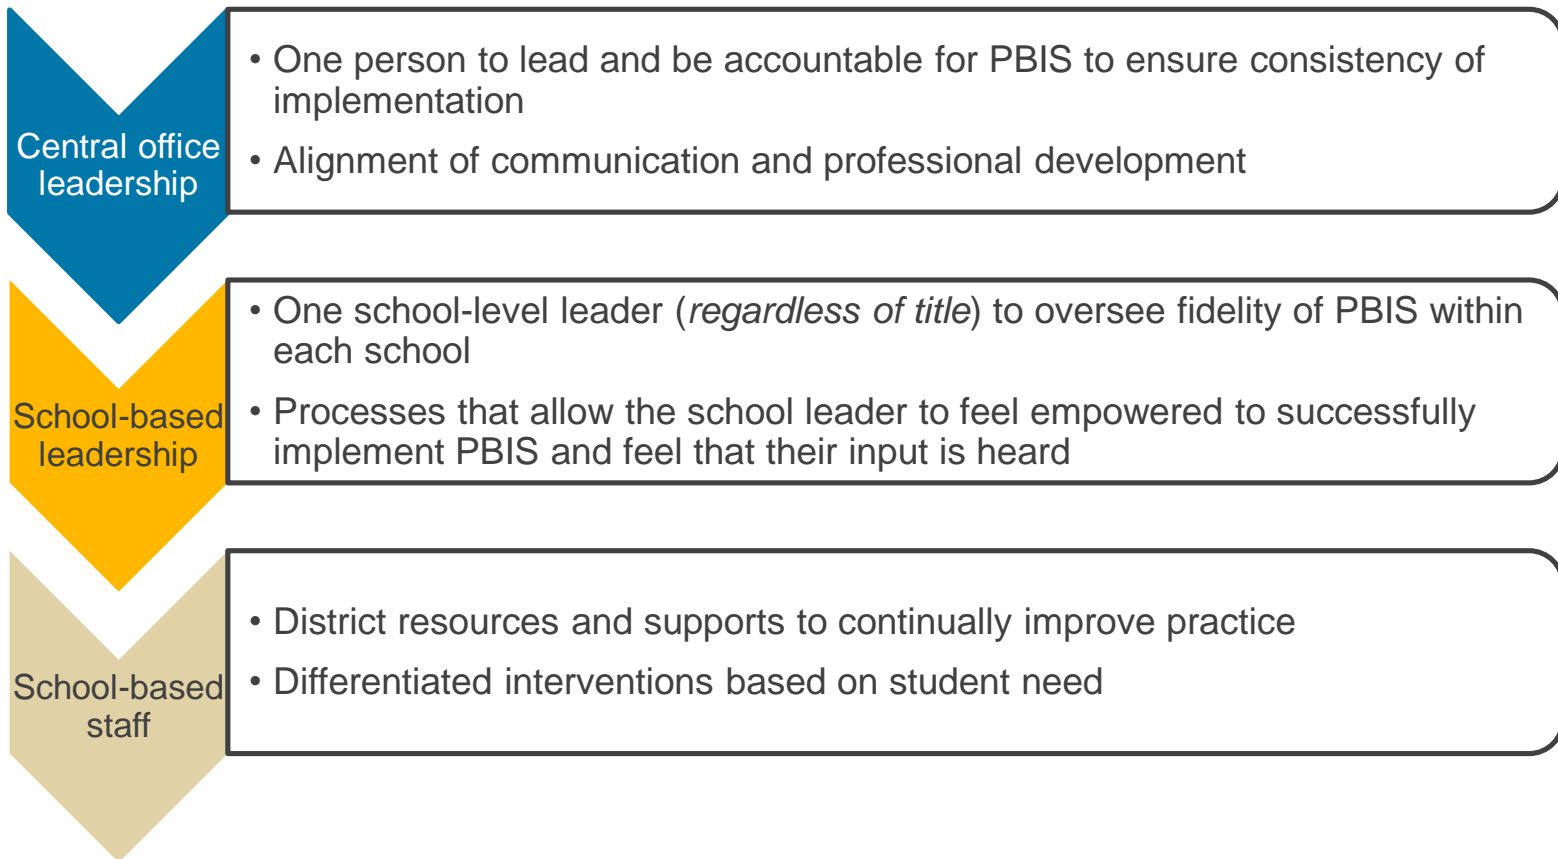 Central office
leadership
• One person to lead and be accountable for PBIS to ensure consistency of
implementation
• Alignment of communication and professional development
School-based
leadership
• One school-level leader (regardless of title) to oversee fidelity of PBIS within
each school
• Processes that allow the school leader to feel empowered to successfully
implement PBIS and feel that their input is heard
School-based
staff
• District resources and supports to continually improve practice
• Differentiated interventions based on student need